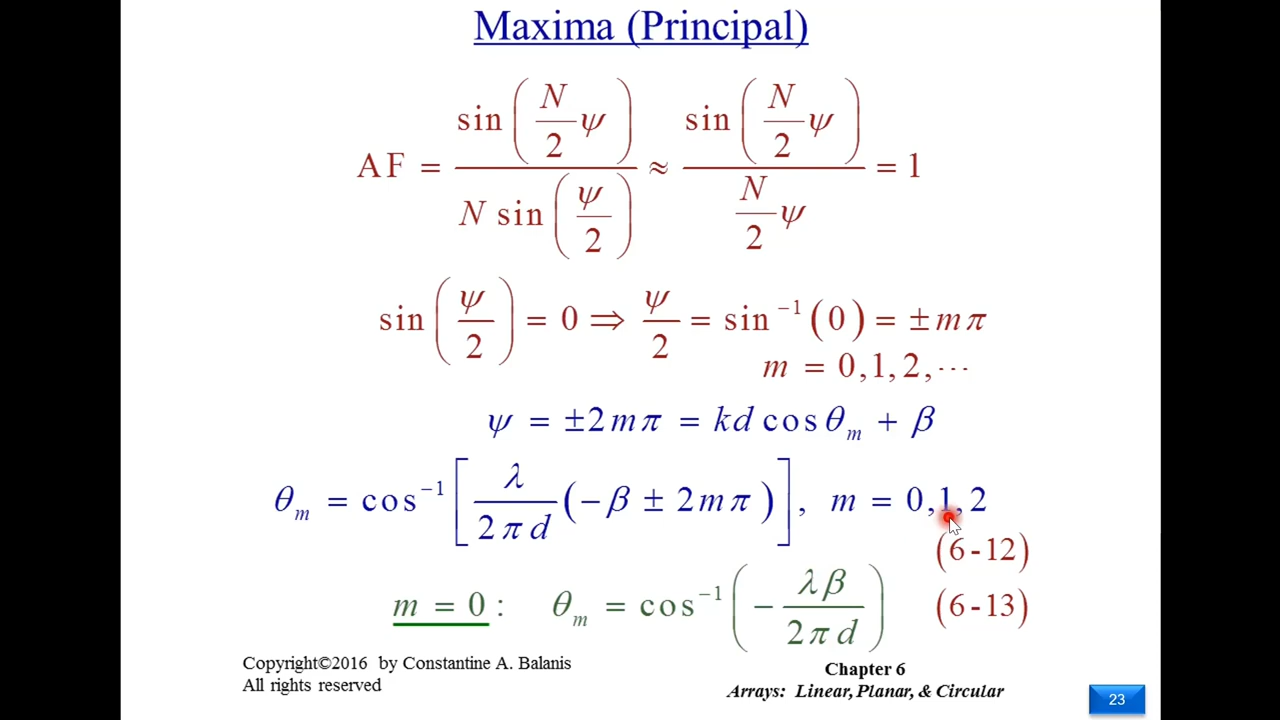 Maxima (Principal)
AF = sin(N/2 ψ) / N sin(ψ/2) ≈ sin(N/2 ψ) / (N/2 ψ) = 1
sin(ψ/2) = 0 ⇒ ψ/2 = sin⁻¹(0) = ±mπ
m = 0,1,2,⋯
ψ = ±2mπ = kd cosθₘ + β
θₘ = cos⁻¹[λ/2πd (−β ± 2mπ)], m = 0,1,2
(6-12)
m = 0: θₘ = cos⁻¹(−λβ/2πd) (6-13)
Copyright©2016 by Constantine A. Balanis
All rights reserved
Chapter 6
Arrays: Linear, Planar, & Circular
23